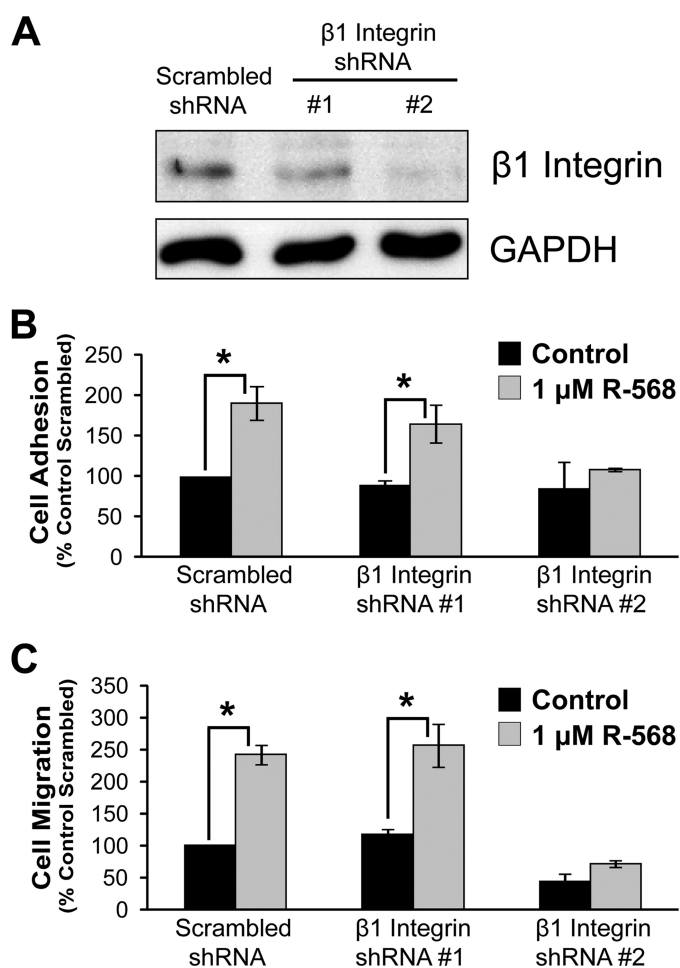 A
β1 Integrin
shRNA
Scrambled
shRNA
#1
#2
β1 Integrin
GAPDH
B
Cell Adhesion
(% Control Scrambled)
250
200
150
100
50
0
*
*
Control
1 µM R-568
Scrambled
shRNA
β1 Integrin
shRNA #1
β1 Integrin
shRNA #2
C
Cell Migration
(% Control Scrambled)
350
300
250
200
150
100
50
0
*
*
Control
1 µM R-568
Scrambled
shRNA
β1 Integrin
shRNA #1
β1 Integrin
shRNA #2